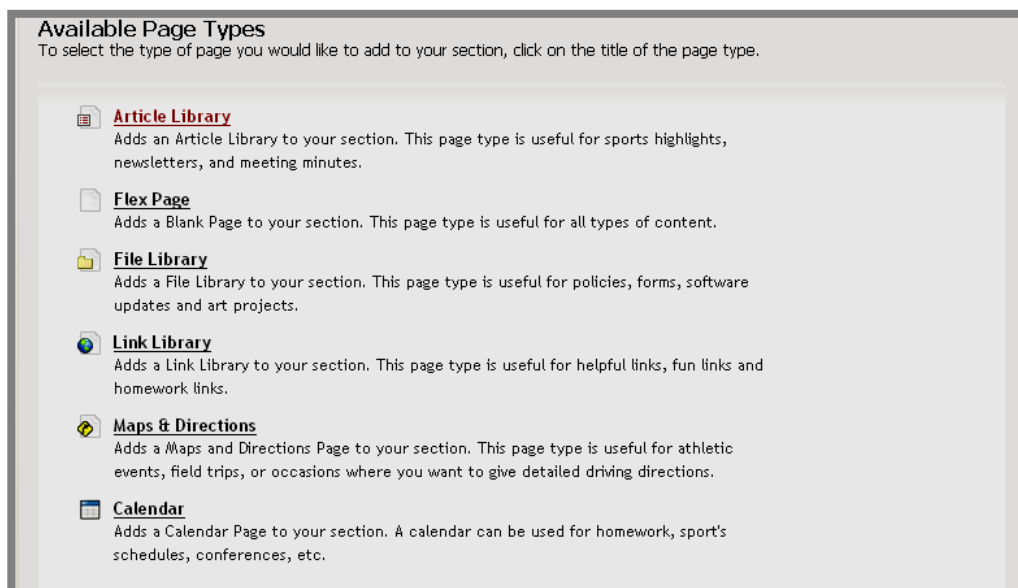 Available Page Types
To select the type of page you would like to add to your section, click on the title of the page type.
Article Library
Adds an Article Library to your section. This page type is useful for sports highlights,
newsletters, and meeting minutes.
Flex Page
Adds a Blank Page to your section. This page type is useful for all types of content.
File Library
Adds a File Library to your section. This page type is useful for policies, forms, software
updates and art projects.
Link Library
Adds a Link Library to your section. This page type is useful for helpful links, fun links and
homework links.
Maps & Directions
Adds a Maps and Directions Page to your section. This page type is useful for athletic
events, field trips, or occasions where you want to give detailed driving directions.
Calendar
Adds a Calendar Page to your section. A calendar can be used for homework, sport's
schedules, conferences, etc.